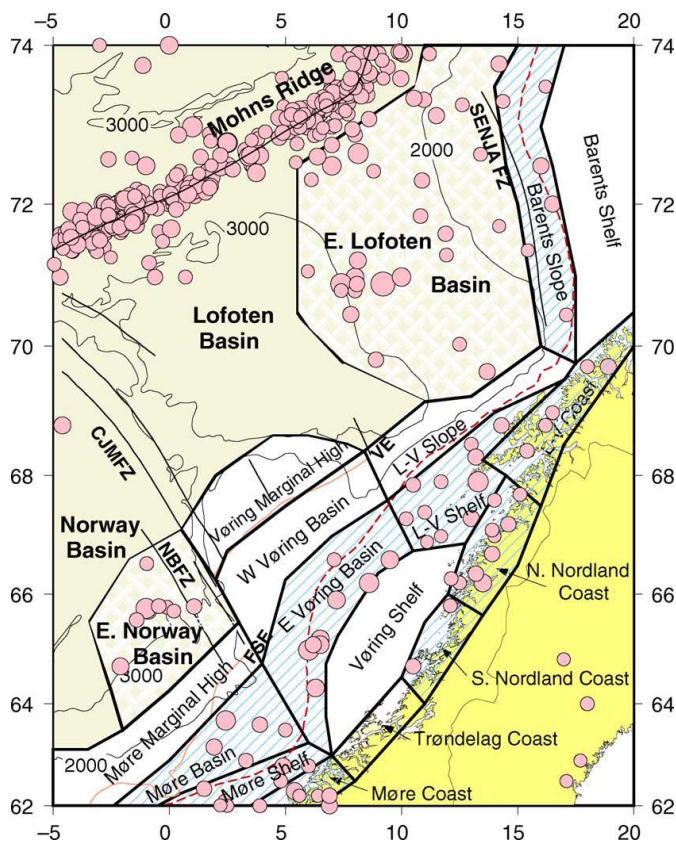 −5 0 5 10 15 20
74 74
Mohns Ridge
3000
2000
SENJA FZ
Barents Shelf
Barents Slope
72 72
3000
E. Lofoten
Basin
Lofoten
Basin
70 70
CJMFZ
VE
L-V Slope
L-V Coast
68 68
Vøring Marginal High
W Vøring Basin
L-V Shelf
Norway
Basin
NBFZ
E Vøring Basin
N. Nordland
Coast
66 66
E. Norway
Basin
3000
FSF
Vøring Shelf
S. Nordland Coast
64 64
Møre Marginal High
Trøndelag Coast
2000
Møre Basin
Møre Shelf
Møre Coast
62 62
−5 0 5 10 15 20